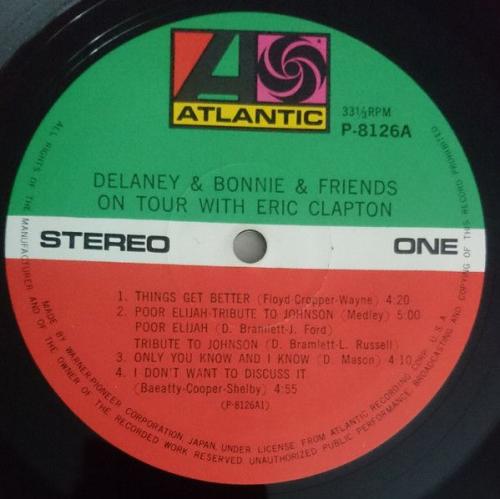 ATLANTIC
33⅓RPM
P-8126A
DELANEY & BONNIE & FRIENDS
ON TOUR WITH ERIC CLAPTON
STEREO
ONE
1. THINGS GET BETTER (Floyd-Cropper-Wayne) 4:20
2. POOR ELIJAH-TRIBUTE TO JOHNSON (Medley) 5:00
POOR ELIJAH (D. Bramlett-J. Ford)
TRIBUTE TO JOHNSON (D. Bramlett-L. Russell)
3. ONLY YOU KNOW AND I KNOW (D. Mason) 4:10
4. I DON'T WANT TO DISCUSS IT
(Baeatty-Cooper-Shelby) 4:55
(P-8126A1)
MADE BY WARNER-PIONEER CORPORATION, JAPAN, UNDER LICENSE FROM ATLANTIC RECORDING CORP., U.S.A.
ALL RIGHTS OF THE MANUFACTURER AND OF THE OWNER OF THE RECORDED WORK RESERVED. UNAUTHORIZED PUBLIC PERFORMANCE, BROADCASTING AND COPYING OF THIS RECORD PROHIBITED